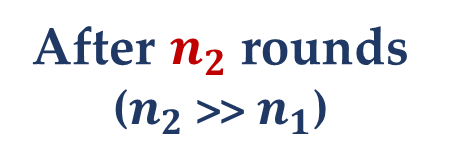 After n₂ rounds
(n₂ >> n₁)